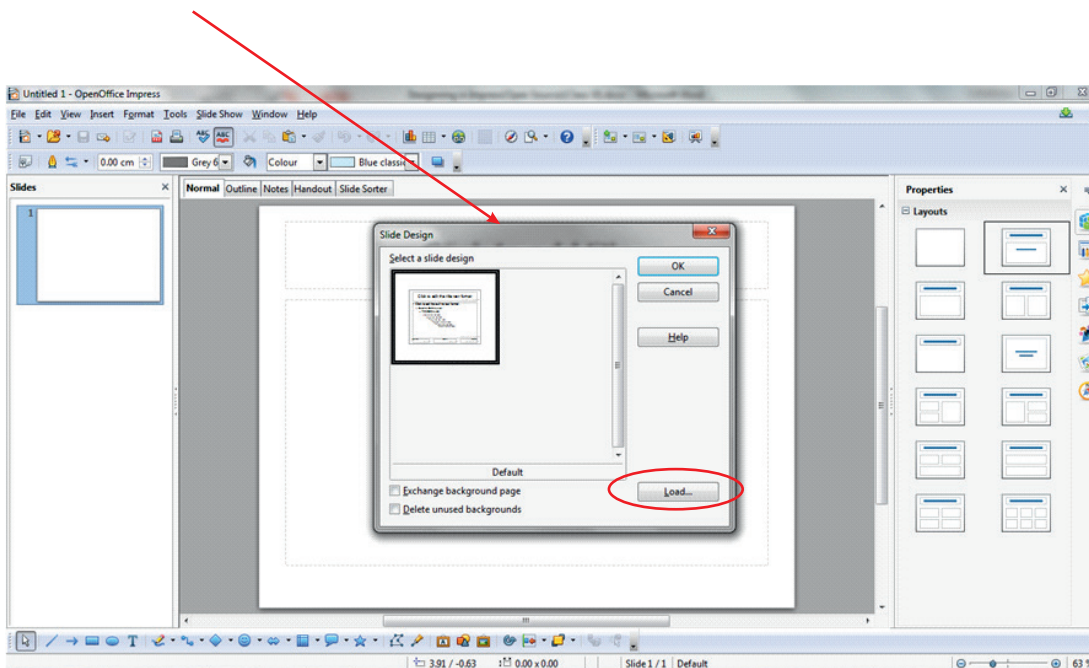 Untitled 1 - OpenOffice Impress
File Edit View Insert Format Tools Slide Show Window Help
0.00 cm Grey 6 Colour Blue classic
Slides
Normal Outline Notes Handout Slide Sorter
Properties
1
Layouts
Slide Design
Select a slide design
OK
Cancel
Help
Default
Exchange background page
Load...
Delete unused backgrounds
3.91 / -0.63 0.00 x 0.00 Slide 1 / 1 Default 63 %